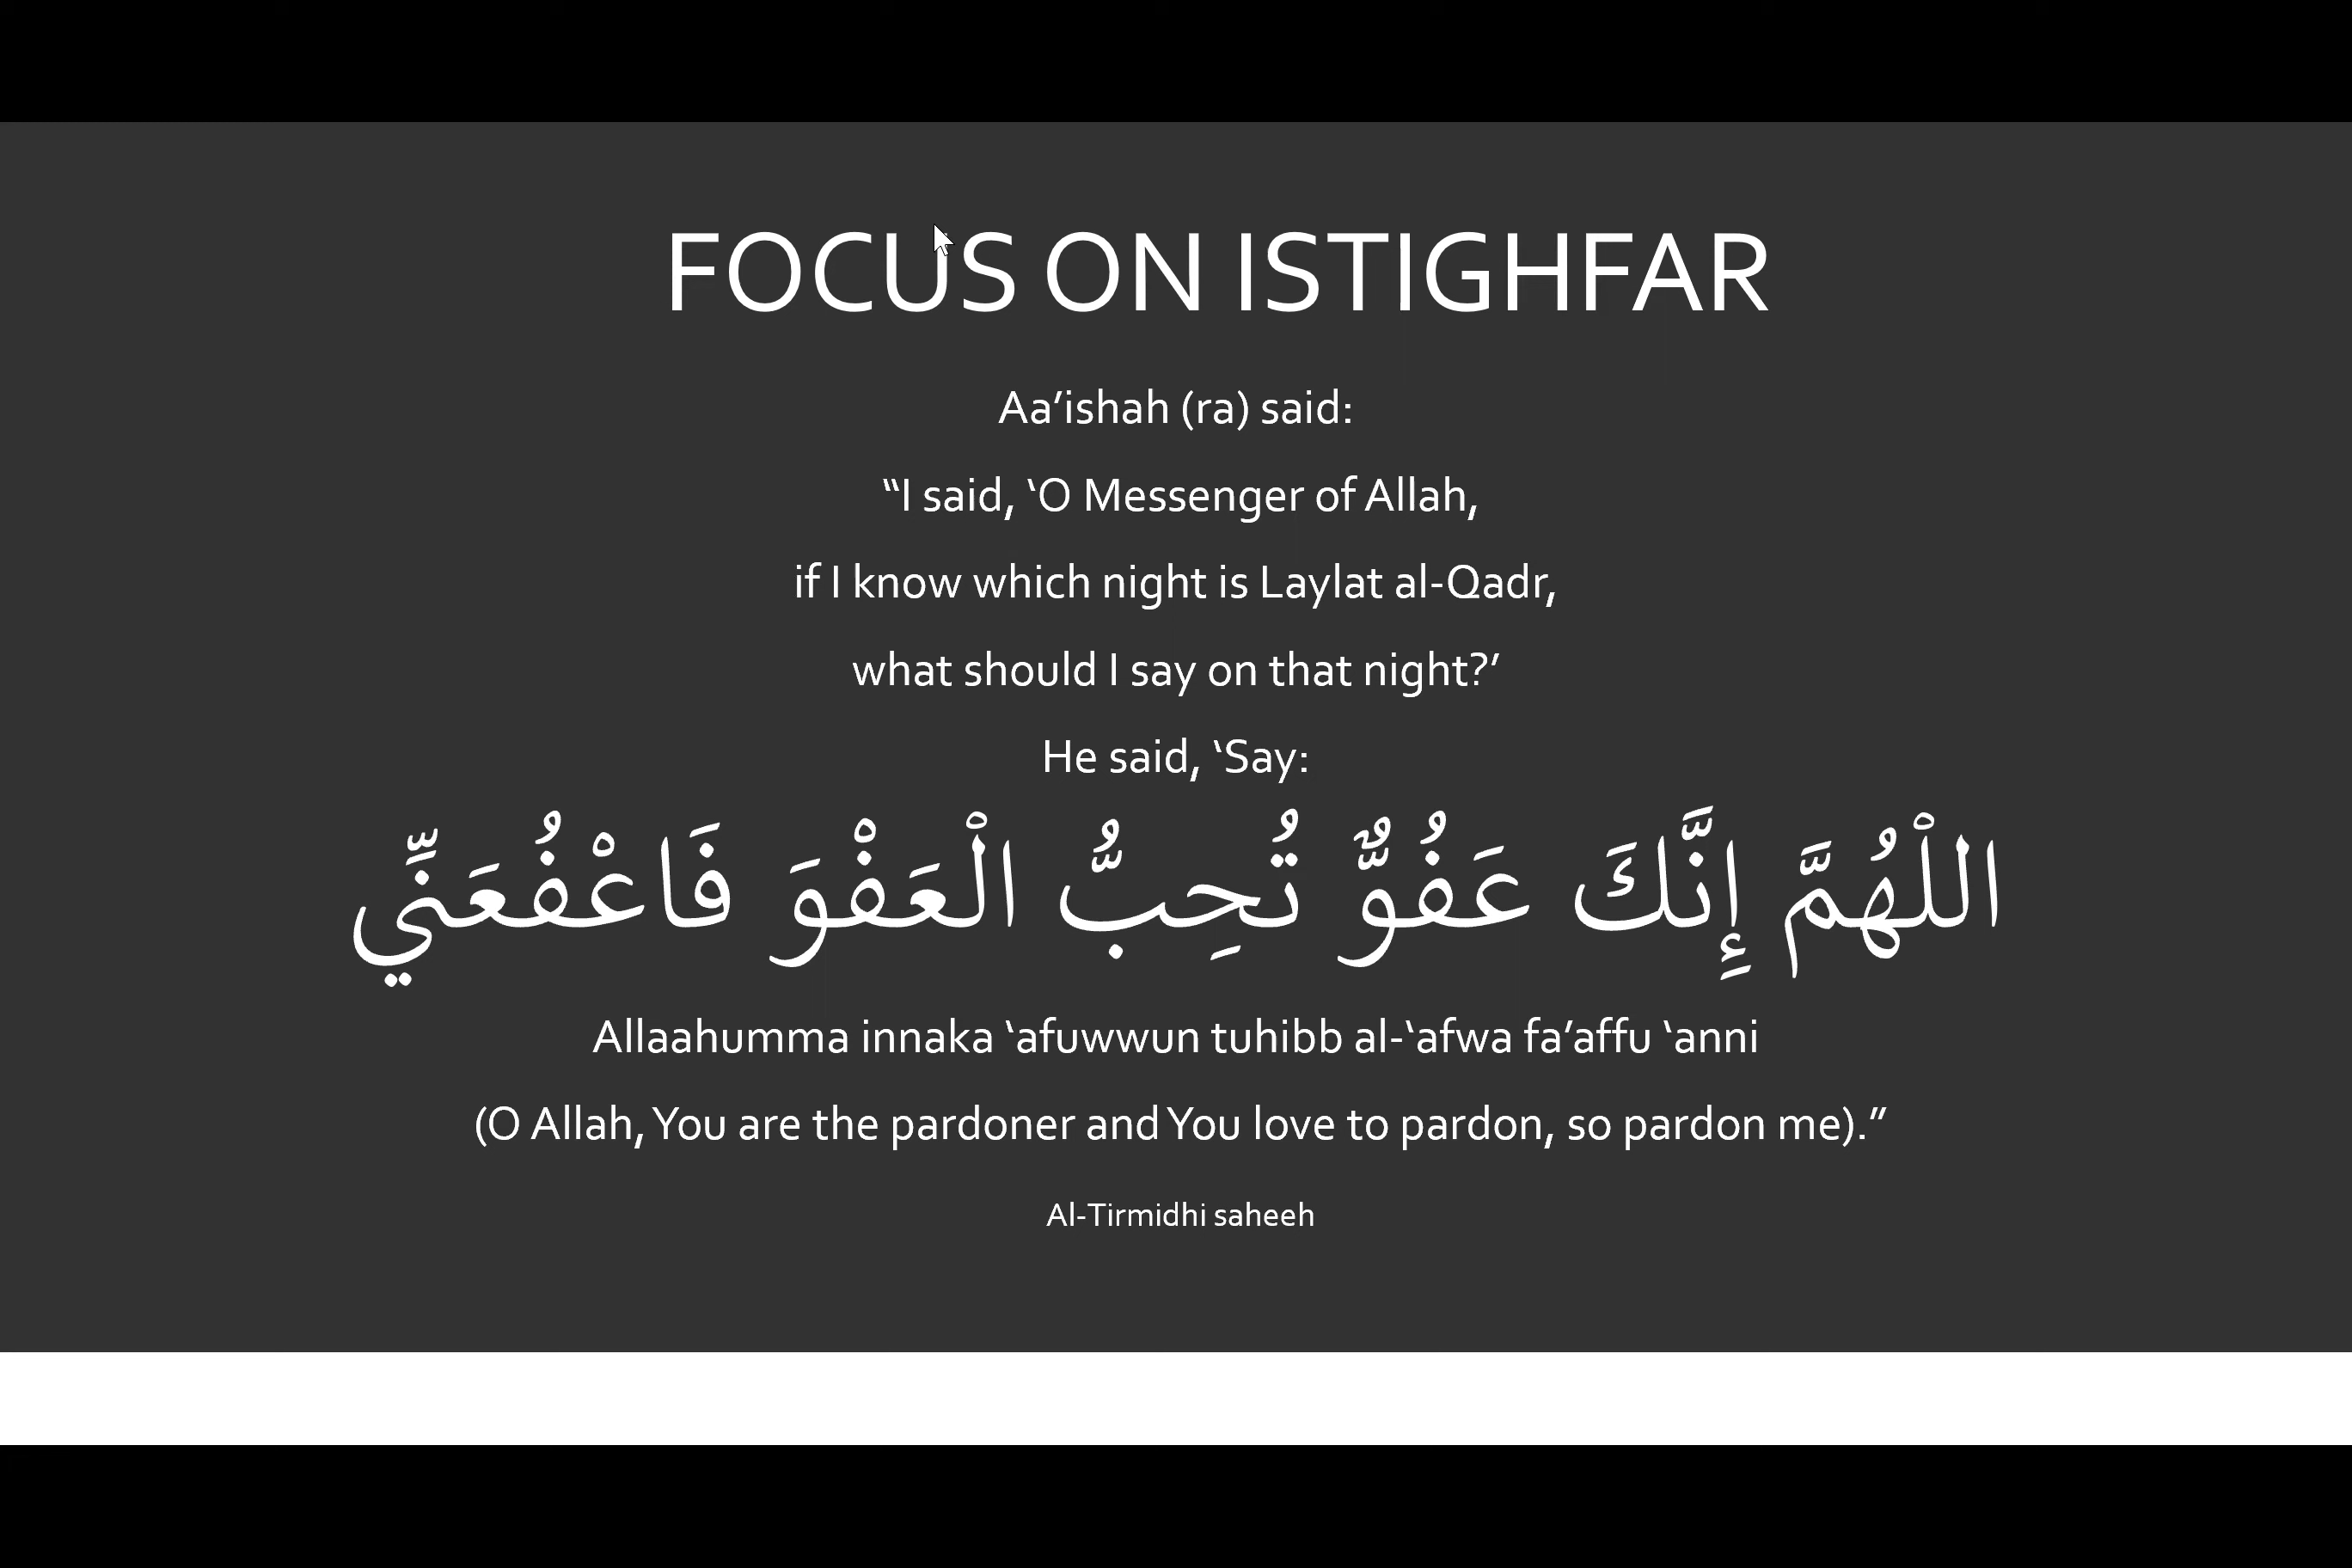 FOCUS ON ISTIGHFAR
Aa’ishah (ra) said:
“I said, ‘O Messenger of Allah,
if I know which night is Laylat al-Qadr,
what should I say on that night?’
He said, ‘Say:
اللْهُمَّ إِنَّكَ عَفُوٌّ تُحِبُّ الْعَفْوَ فَاعْفُعَنِّي
Allaahumma innaka ‘afuwwun tuhibb al-‘afwa fa’affu ‘anni
(O Allah, You are the pardoner and You love to pardon, so pardon me).”
Al-Tirmidhi saheeh